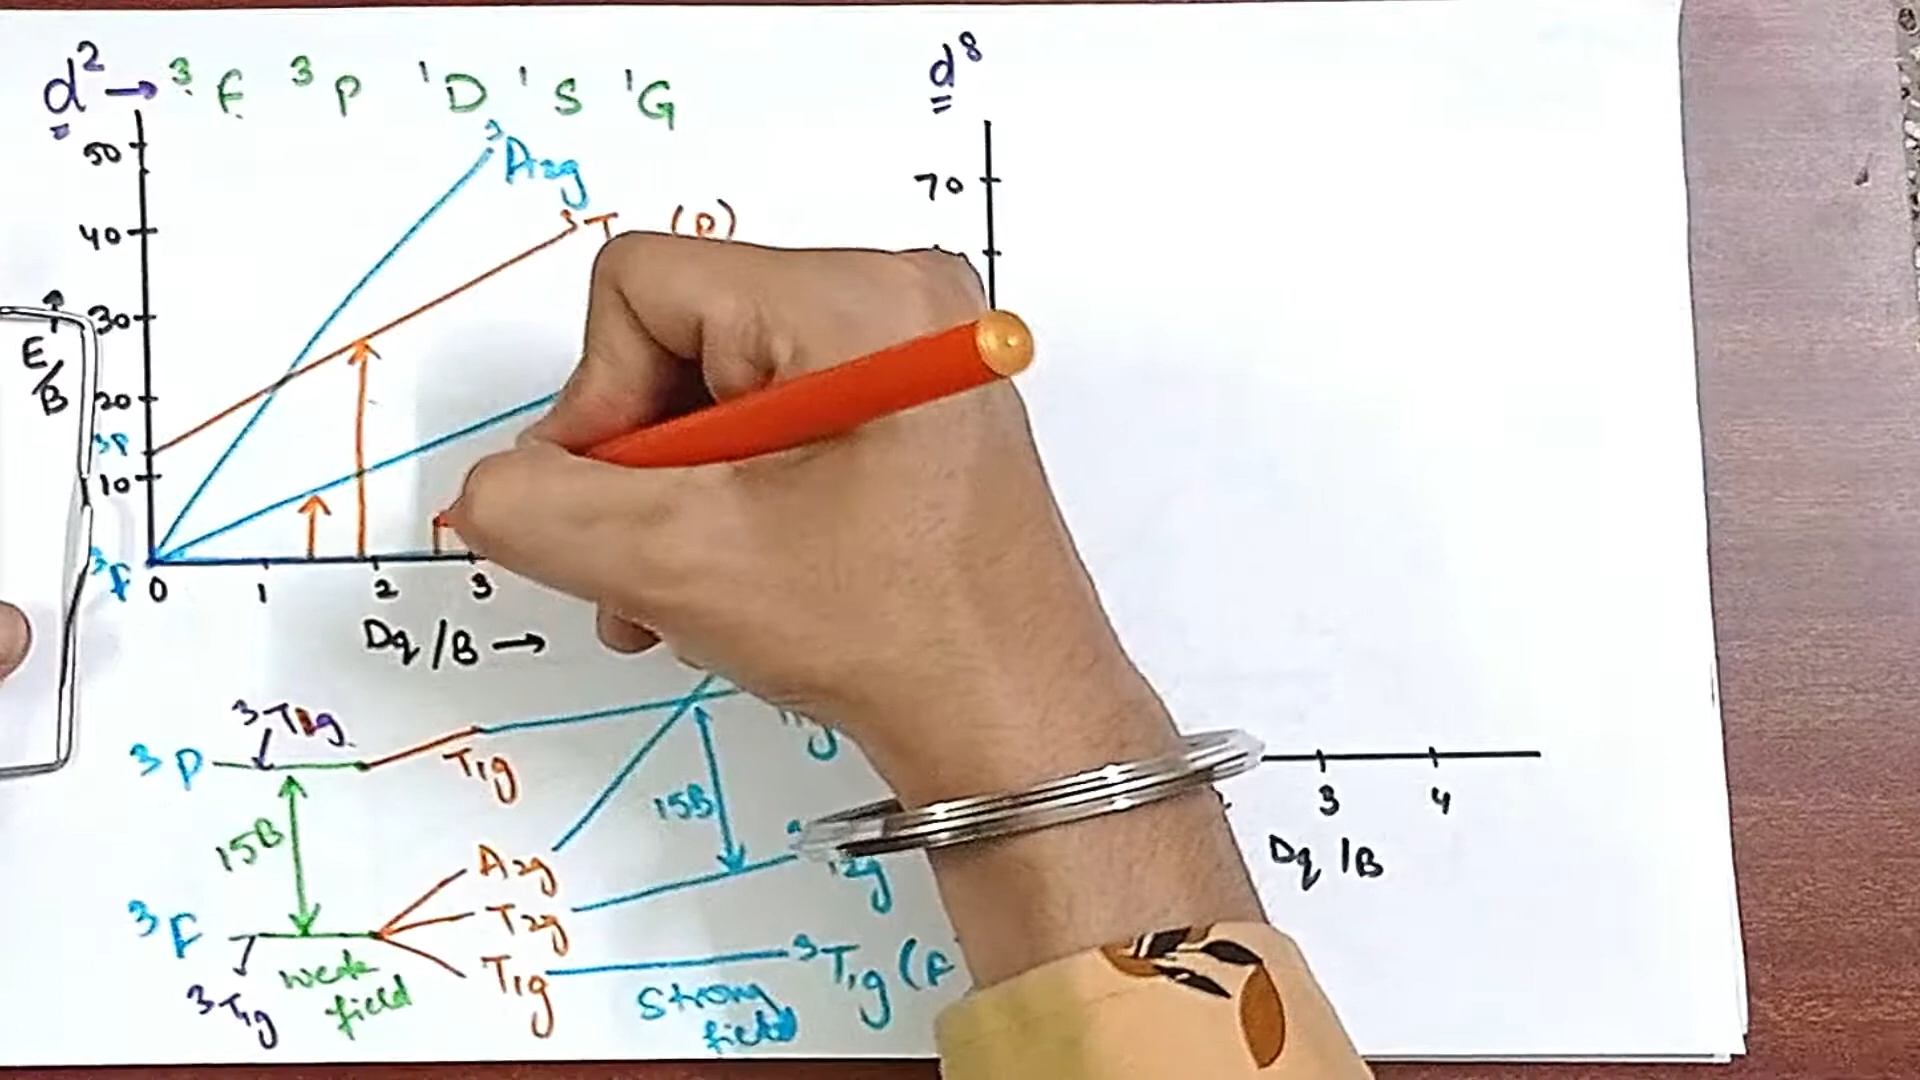 d² → ³F ³P ¹D ¹S ¹G
50
40
30
20
10
E/B
³P
³F
³A2g
³T (P)
0 1 2 3
Dq/B →
d⁸
70
3 4
Dq/B
³T1g
³P
T1g
15B
15B
A2g
T2g
T1g
³F
³T1g
weak field
Strong field
T2g
³T1g (F